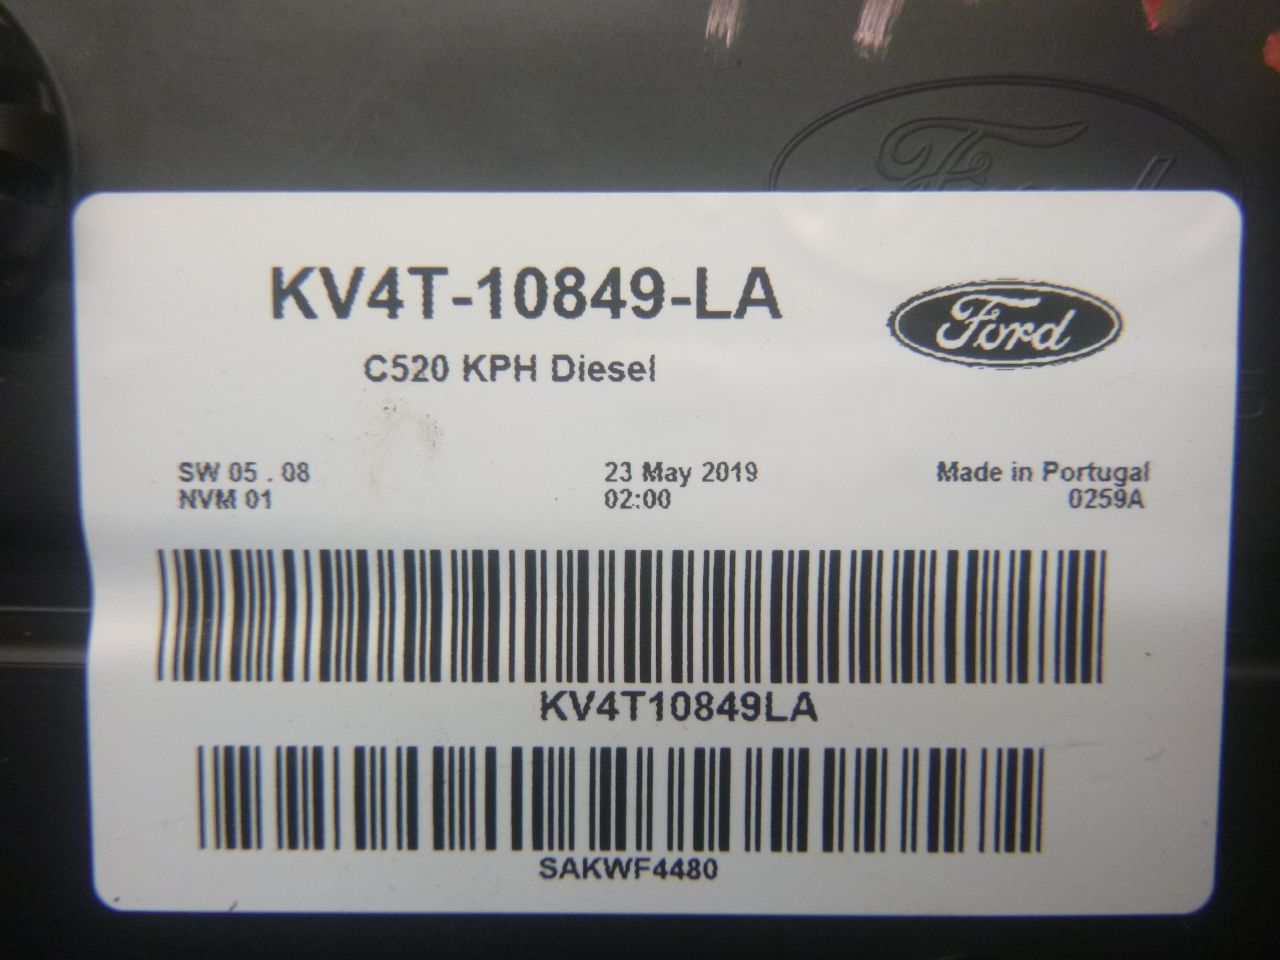 Ford
KV4T-10849-LA
Ford
C520 KPH Diesel
SW 05 . 08
23 May 2019
Made in Portugal
NVM 01
02:00
0259A
KV4T10849LA
SAKWF4480